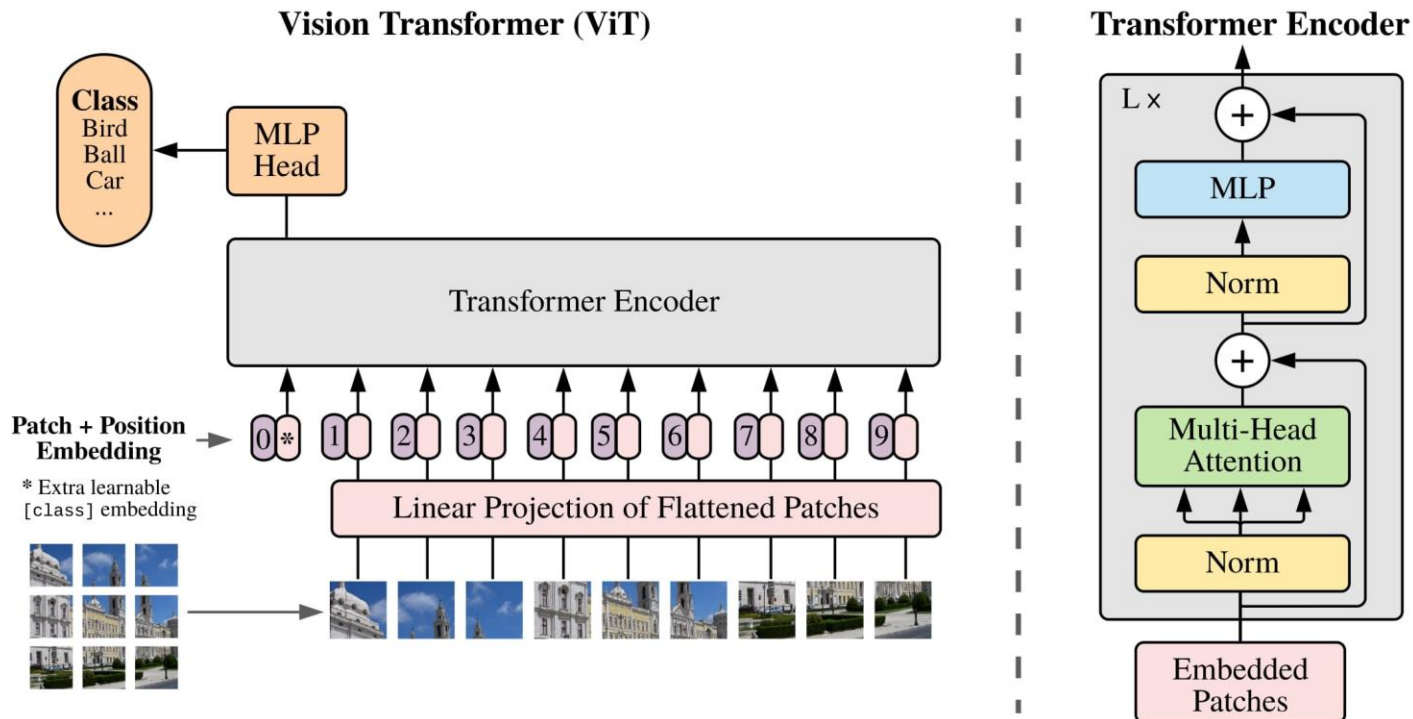 Vision Transformer (ViT)
Class
Bird
Ball
Car
...
MLP
Head
Transformer Encoder
Patch + Position
Embedding
0 * 1 2 3 4 5 6 7 8 9
* Extra learnable
[class] embedding
Linear Projection of Flattened Patches
Transformer Encoder
L ×
+
MLP
Norm
+
Multi-Head
Attention
Norm
Embedded
Patches